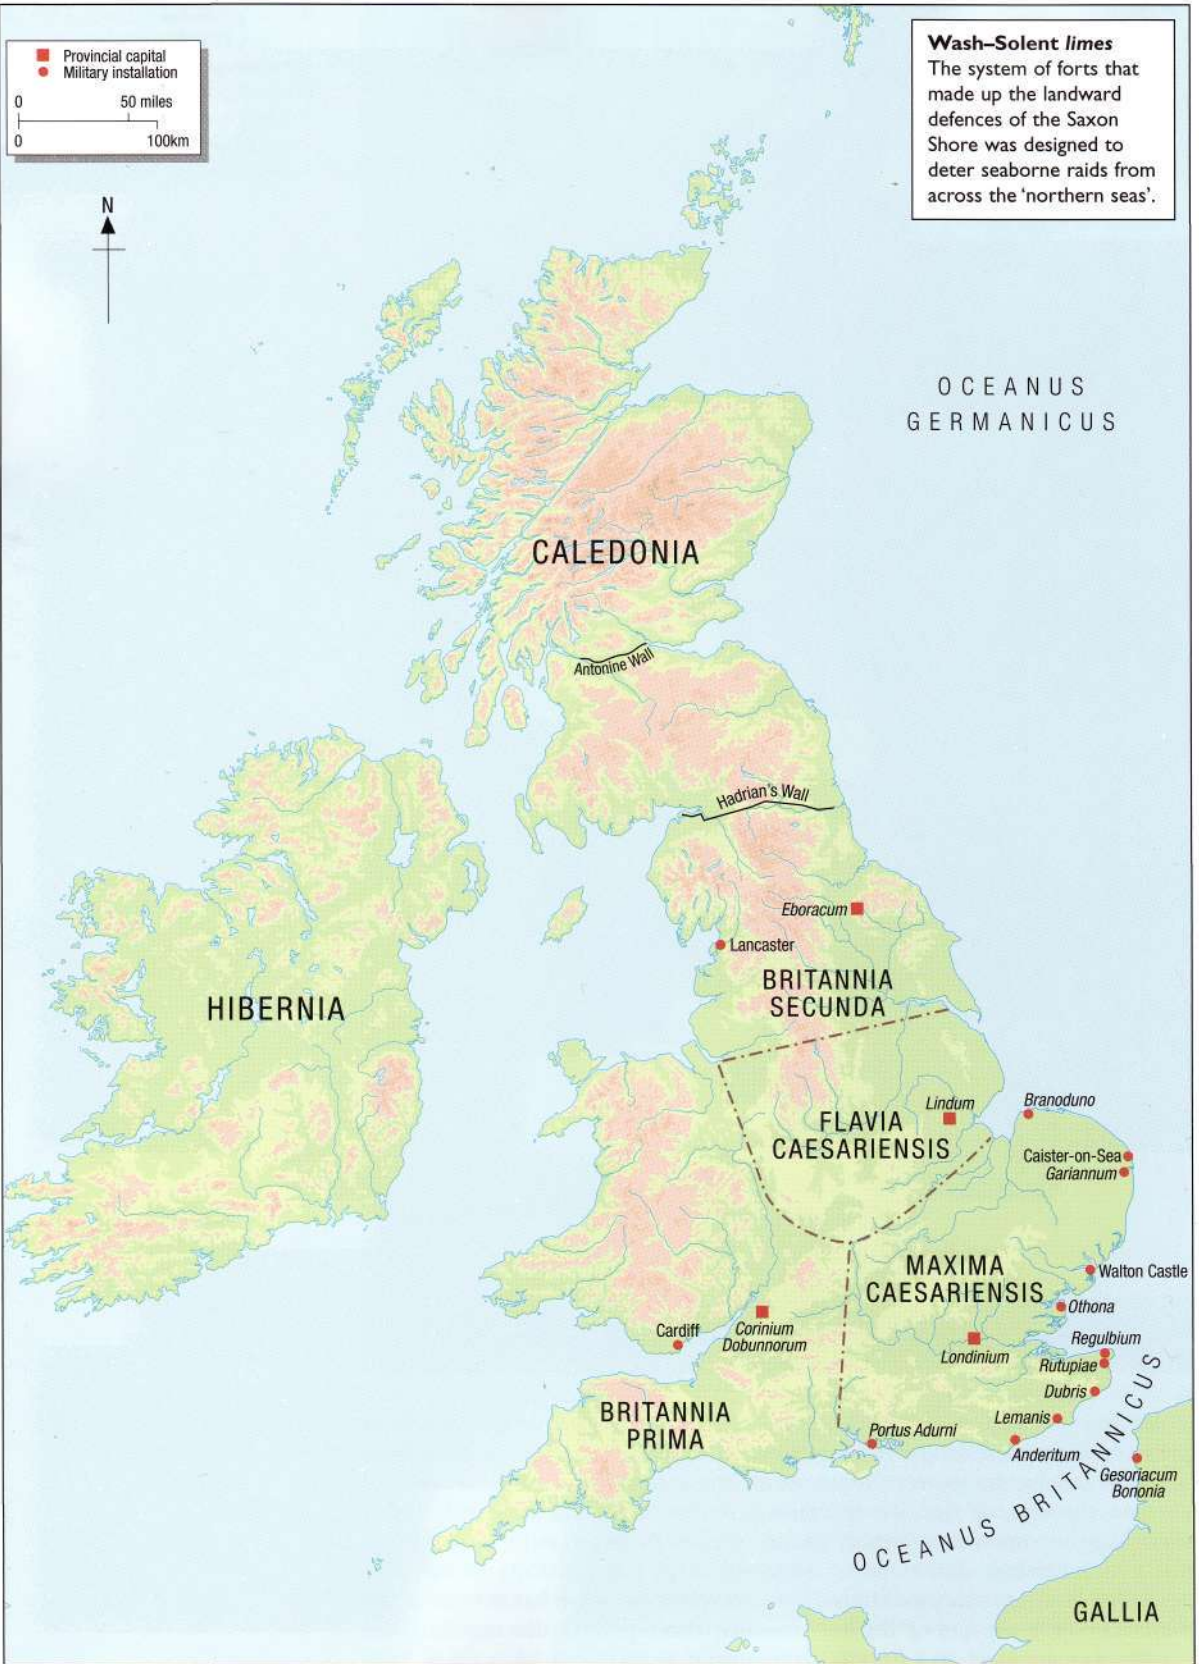 Provincial capital
Military installation
0 50 miles
0 100km
N
Wash–Solent limes
The system of forts that
made up the landward
defences of the Saxon
Shore was designed to
deter seaborne raids from
across the ‘northern seas’.
OCEANUS
GERMANICUS
CALEDONIA
Antonine Wall
Hadrian's Wall
Eboracum
Lancaster
BRITANNIA
SECUNDA
HIBERNIA
Lindum
Branoduno
FLAVIA
CAESARIENSIS
Caister-on-Sea
Gariannum
MAXIMA
CAESARIENSIS
Walton Castle
Othona
Cardiff
Corinium
Dobunnorum
Londinium
Regulbium
Rutupiae
Dubris
Lemanis
BRITANNIA
PRIMA
Portus Adurni
Anderitum
Gesoriacum
Bononia
OCEANUS BRITANNICUS
GALLIA